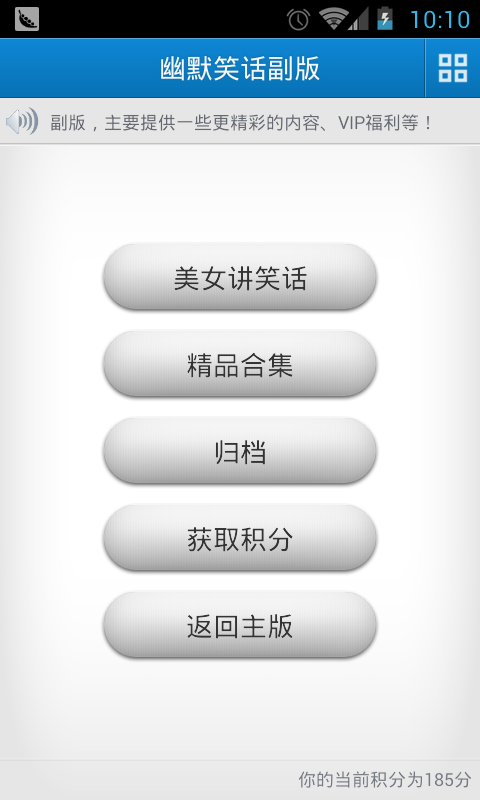 10:10
幽默笑话副版
副版，主要提供一些更精彩的内容、VIP福利等！
美女讲笑话
精品合集
归档
获取积分
返回主版
你的当前积分为185分